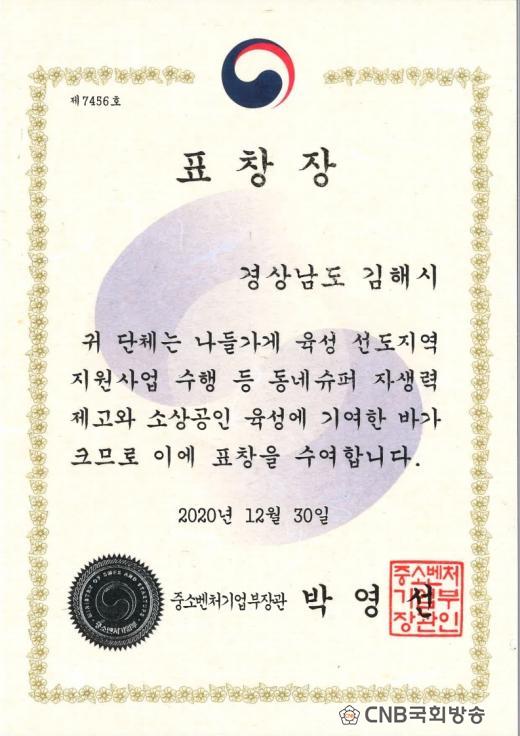 제7456호
표창장
경상남도 김해시
귀 단체는 나들가게 육성 선도지역
지원사업 수행 등 동네슈퍼 자생력
제고와 소상공인 육성에 기여한 바가
크므로 이에 표창을 수여합니다.
2020년 12월 30일
중소벤처기업부장관 박영선
중소벤처
기업부
장관인
CNB국회방송